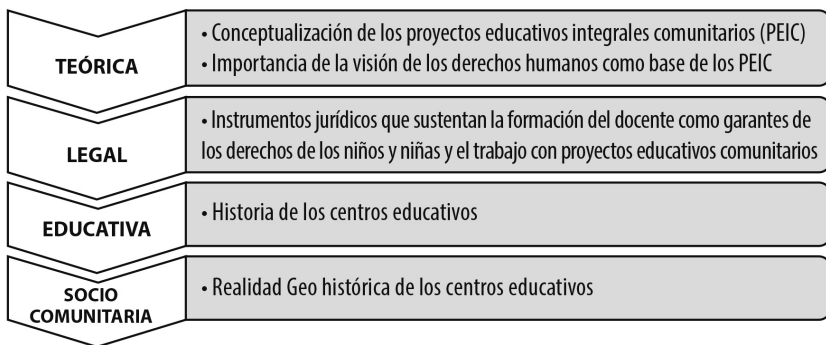 TEÓRICA
• Conceptualización de los proyectos educativos integrales comunitarios (PEIC)
• Importancia de la visión de los derechos humanos como base de los PEIC
LEGAL
• Instrumentos jurídicos que sustentan la formación del docente como garantes de
los derechos de los niños y niñas y el trabajo con proyectos educativos comunitarios
EDUCATIVA
• Historia de los centros educativos
SOCIO
COMUNITARIA
• Realidad Geo histórica de los centros educativos